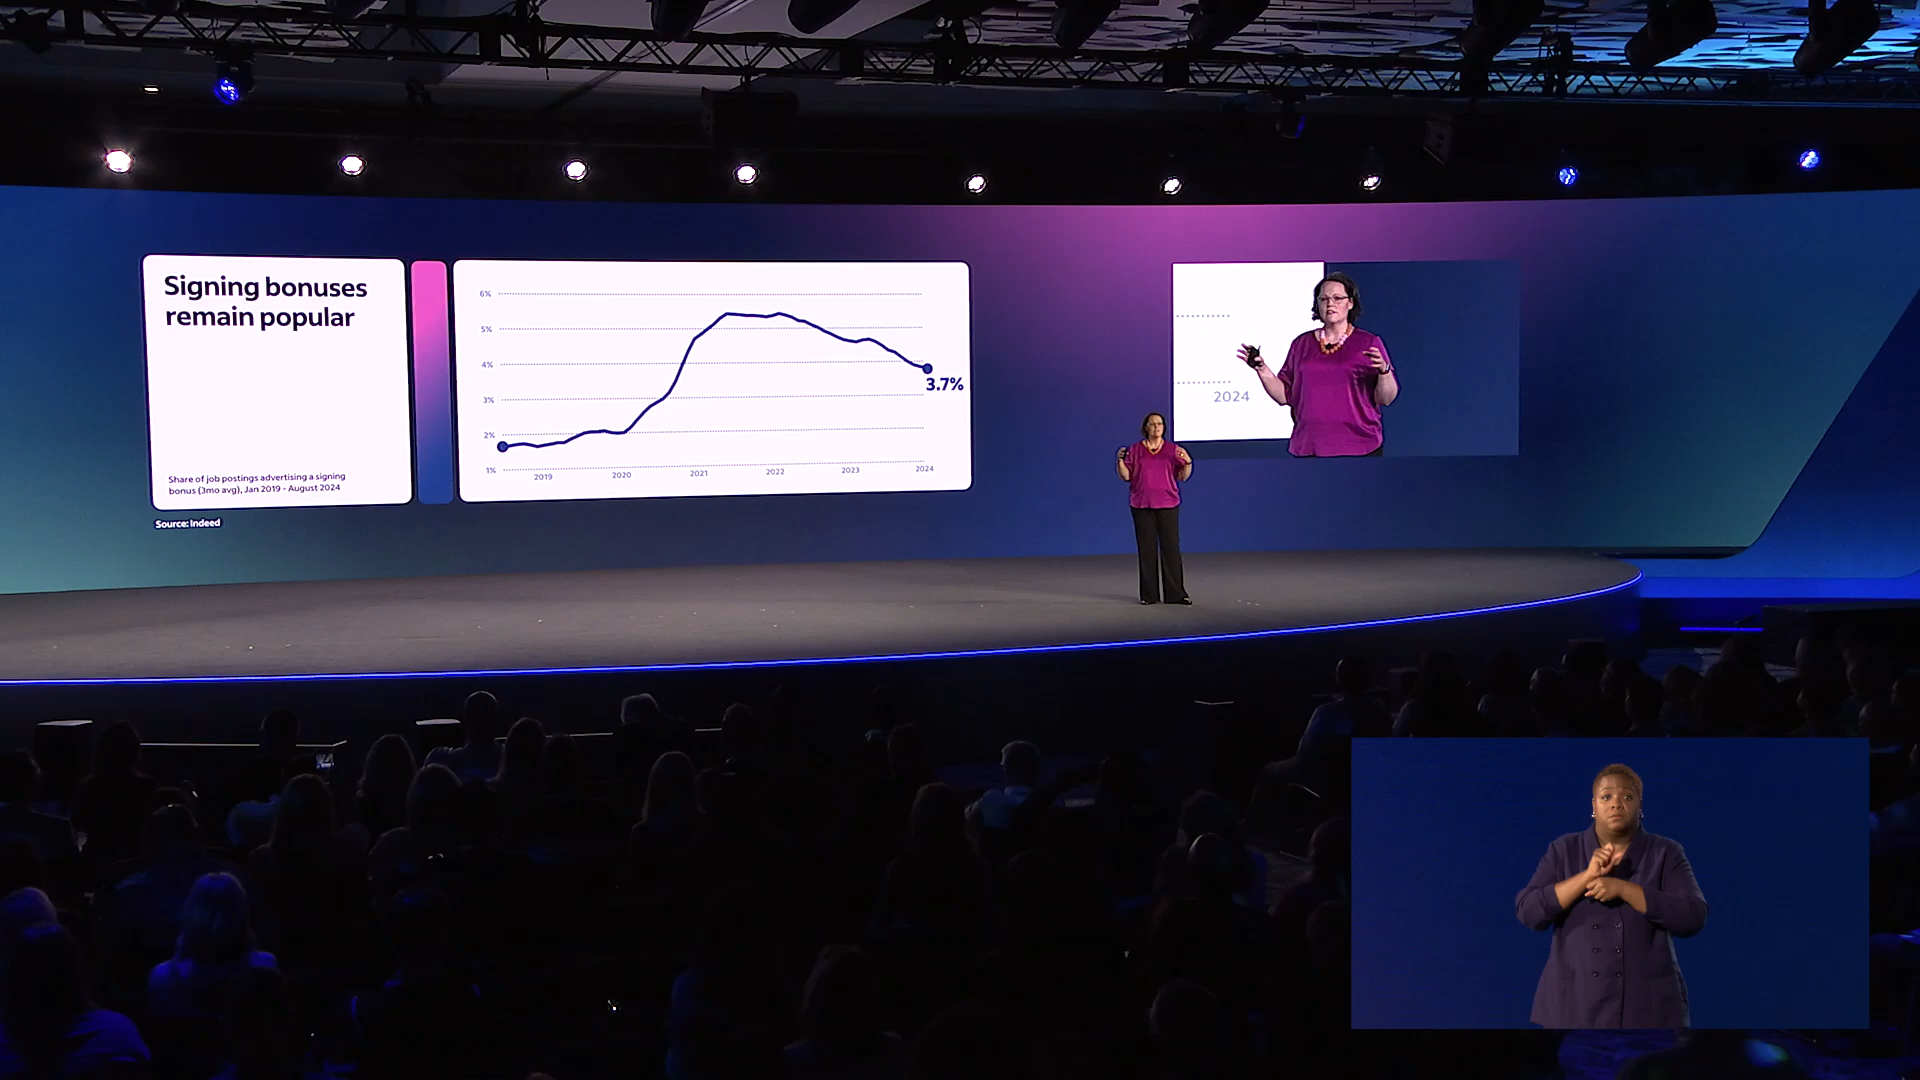 Signing bonuses
remain popular
Share of job postings advertising a signing
bonus (3mo avg), Jan 2019 - August 2024
Source: Indeed
6%
5%
4%
3%
2%
1%
3.7%
2019
2020
2021
2022
2023
2024
2024